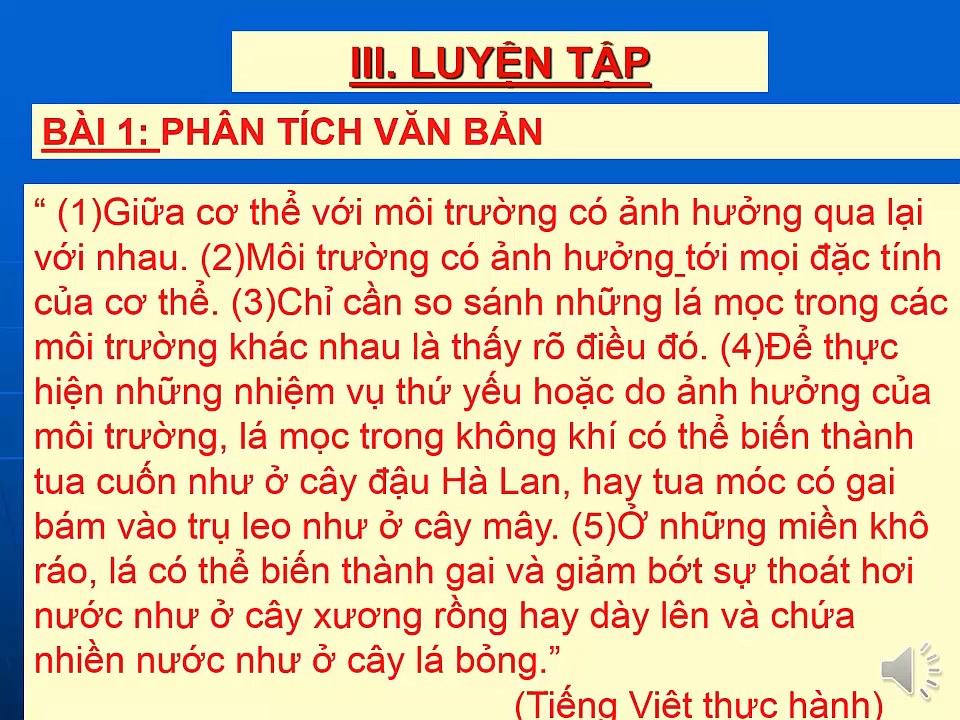 III. LUYỆN TẬP
BÀI 1: PHÂN TÍCH VĂN BẢN
“ (1)Giữa cơ thể với môi trường có ảnh hưởng qua lại
với nhau. (2)Môi trường có ảnh hưởng tới mọi đặc tính
của cơ thể. (3)Chỉ cần so sánh những lá mọc trong các
môi trường khác nhau là thấy rõ điều đó. (4)Để thực
hiện những nhiệm vụ thứ yếu hoặc do ảnh hưởng của
môi trường, lá mọc trong không khí có thể biến thành
tua cuốn như ở cây đậu Hà Lan, hay tua móc có gai
bám vào trụ leo như ở cây mây. (5)Ở những miền khô
ráo, lá có thể biến thành gai và giảm bớt sự thoát hơi
nước như ở cây xương rồng hay dày lên và chứa
nhiền nước như ở cây lá bỏng.”
(Tiếng Việt thực hành)